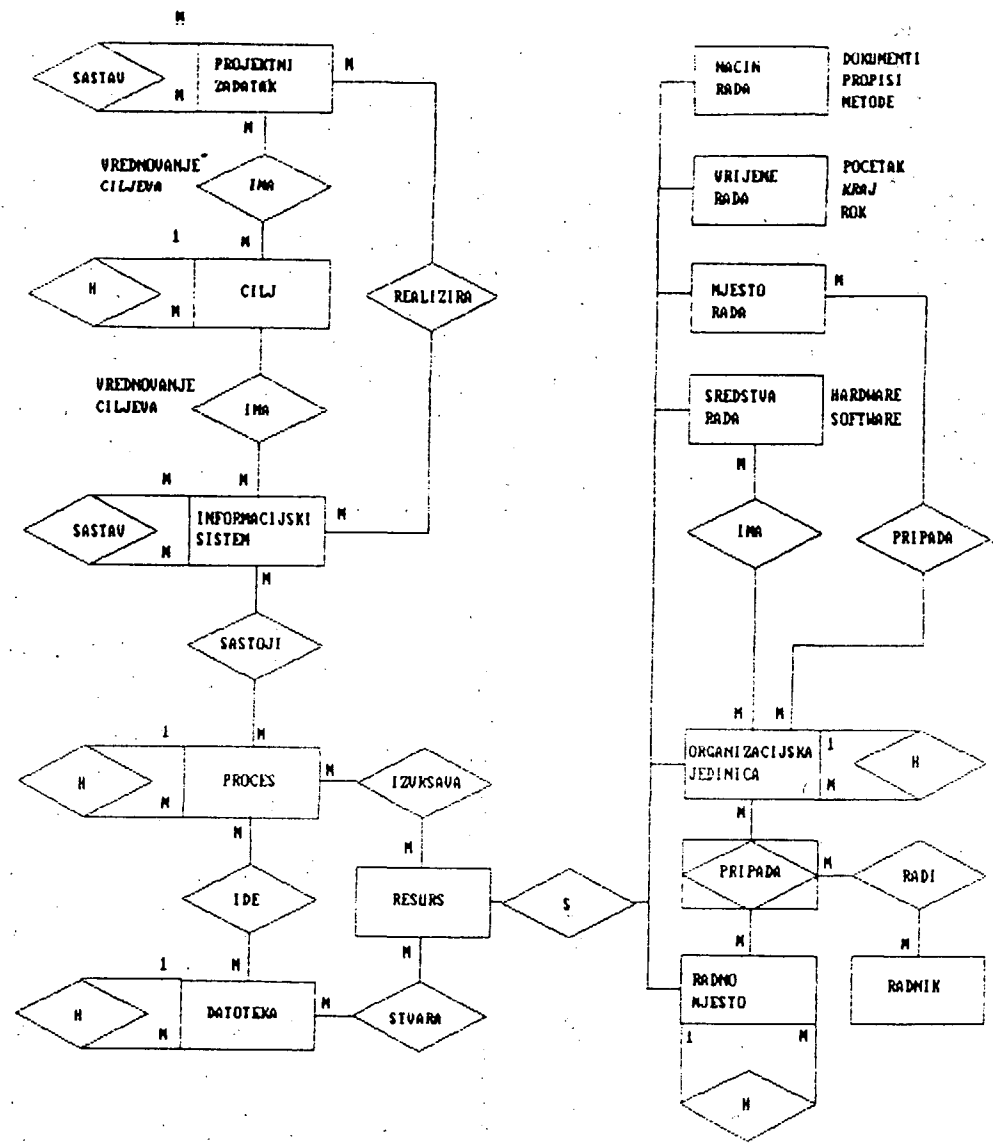 M
SASTAV
M
PROJEKTNI
ZADATAK
M
M
VREDNOVANJE
CILJEVA
IMA
M
1
H
M
CILJ
REALIZIRA
VREDNOVANJE
CILJEVA
IMA
M
M
SASTAV
M
INFORMACIJSKI
SISTEM
M
M
SASTOJI
M
1
H
M
PROCES
M
IZVRSAVA
M
IDE
M
M
RESURS
M
1
H
M
DATOTEKA
M
STVARA
S
NACIN
RADA
DOKUMENTI
PROPISI
METODE
VRIJEME
RADA
POCETAK
KRAJ
ROK
MJESTO
RADA
M
SREDSTVA
RADA
HARDWARE
SOFTWARE
M
IMA
PRIPADA
M
M
ORGANIZACIJSKA
JEDINICA
1
M
H
M
PRIPADA
M
RADI
M
M
RADNO
MJESTO
RADNIK
1
M
H